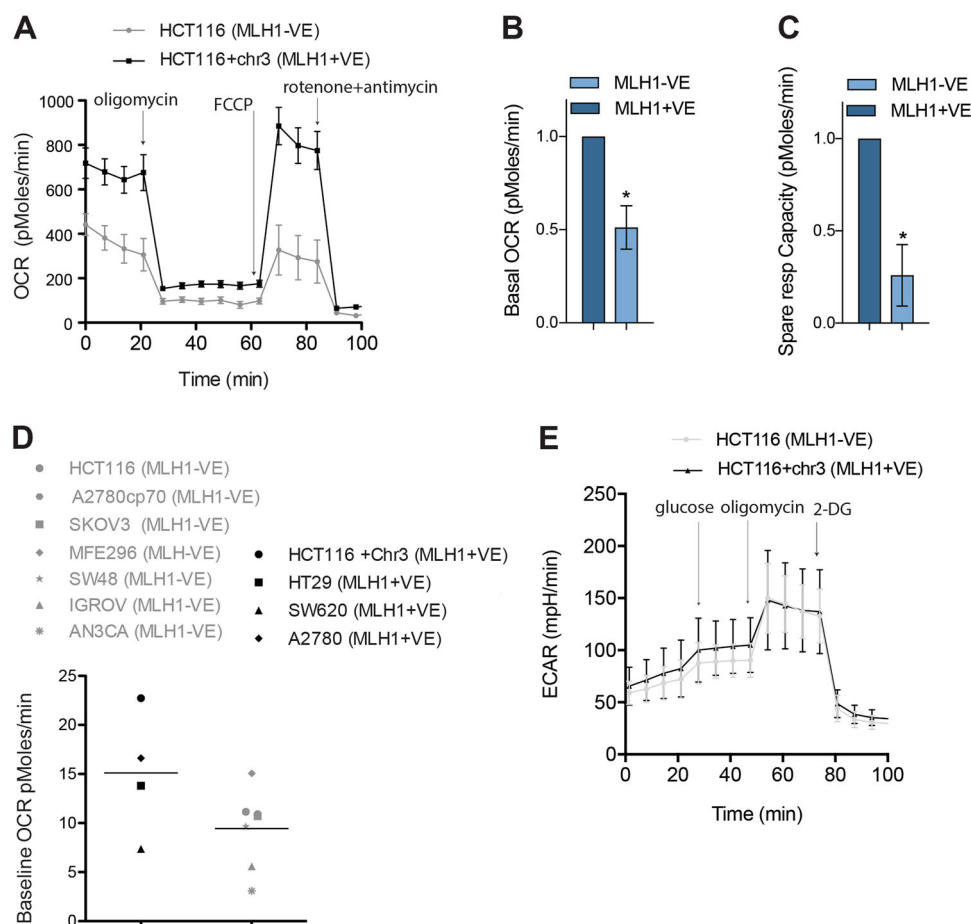 A
HCT116 (MLH1-VE)
HCT116+chr3 (MLH1+VE)
oligomycin
FCCP
rotenone+antimycin
OCR (pMoles/min)
1000
800
600
400
200
0
0 20 40 60 80 100
Time (min)
B
MLH1-VE
MLH1+VE
Basal OCR (pMoles/min)
1.0
*
0.5
0.0
C
MLH1-VE
MLH1+VE
Spare resp Capacity (pMoles/min)
1.0
0.5
*
0.0
D
HCT116 (MLH1-VE)
A2780cp70 (MLH1-VE)
SKOV3 (MLH1-VE)
MFE296 (MLH-VE)
SW48 (MLH1-VE)
IGROV (MLH1-VE)
AN3CA (MLH1-VE)
HCT116 +Chr3 (MLH1+VE)
HT29 (MLH1+VE)
SW620 (MLH1+VE)
A2780 (MLH1+VE)
Baseline OCR pMoles/min
25
20
15
10
5
0
E
HCT116 (MLH1-VE)
HCT116+chr3 (MLH1+VE)
glucose oligomycin 2-DG
ECAR (mpH/min)
250
200
150
100
50
0
0 20 40 60 80 100
Time (min)